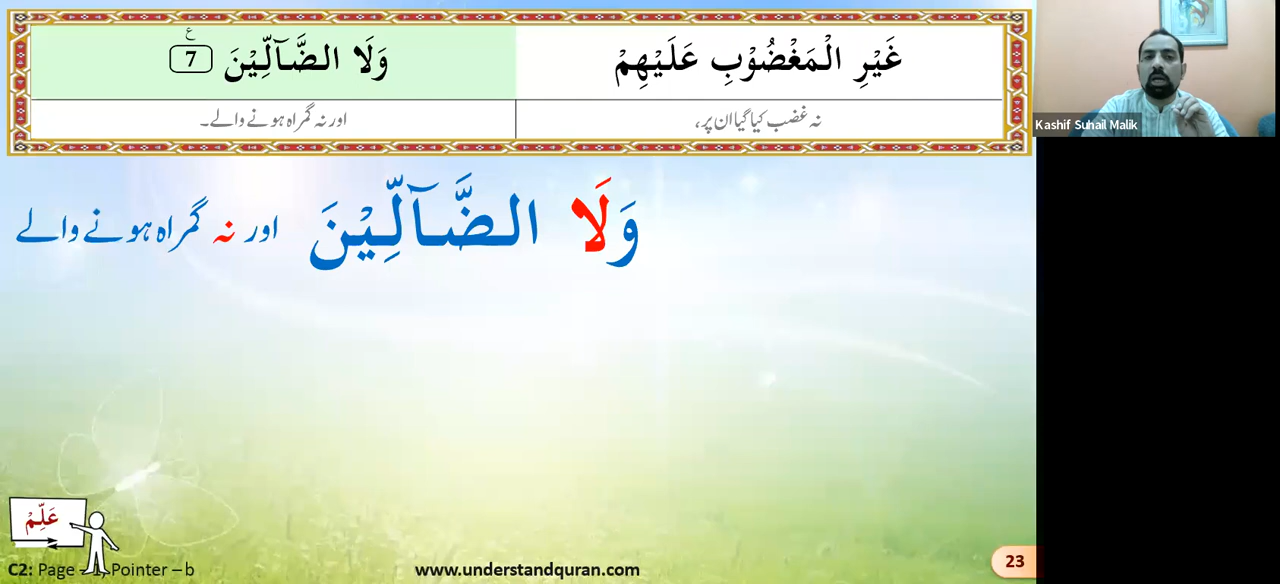 غَيْرِ الْمَغْضُوْبِ عَلَيْهِمْ وَلَا الضَّآلِّيْنَ 7 ع
نہ غضب کیا گیا ان پر، اور نہ گمراہ ہونے والے۔
Kashif Suhail Malik
وَلَا الضَّآلِّيْنَ اور نہ گمراہ ہونے والے
عَلِّمْ
C2: Page – Pointer – b
www.understandquran.com
23